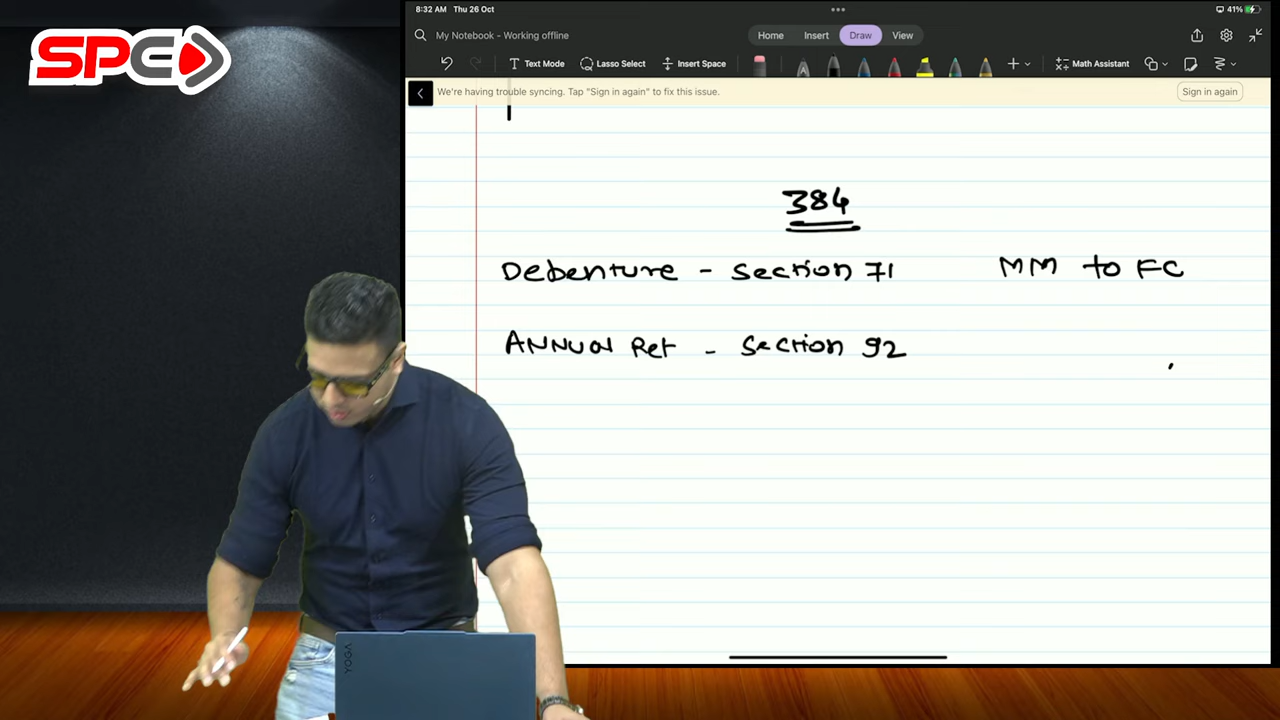 SPED
8:32 AM Thu 26 Oct
41%
My Notebook - Working offline
Home Insert Draw View
Text Mode Lasso Select Insert Space Math Assistant
We're having trouble syncing. Tap "Sign in again" to fix this issue. Sign in again
384
Debenture - Section 71 MM to FC
Annual Ret - Section 92
YOGA